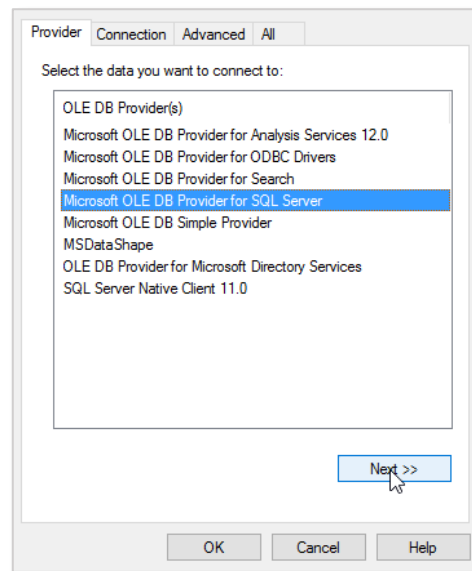 Provider Connection Advanced All
Select the data you want to connect to:
OLE DB Provider(s)
Microsoft OLE DB Provider for Analysis Services 12.0
Microsoft OLE DB Provider for ODBC Drivers
Microsoft OLE DB Provider for Search
Microsoft OLE DB Provider for SQL Server
Microsoft OLE DB Simple Provider
MSDataShape
OLE DB Provider for Microsoft Directory Services
SQL Server Native Client 11.0
Next >>
OK Cancel Help